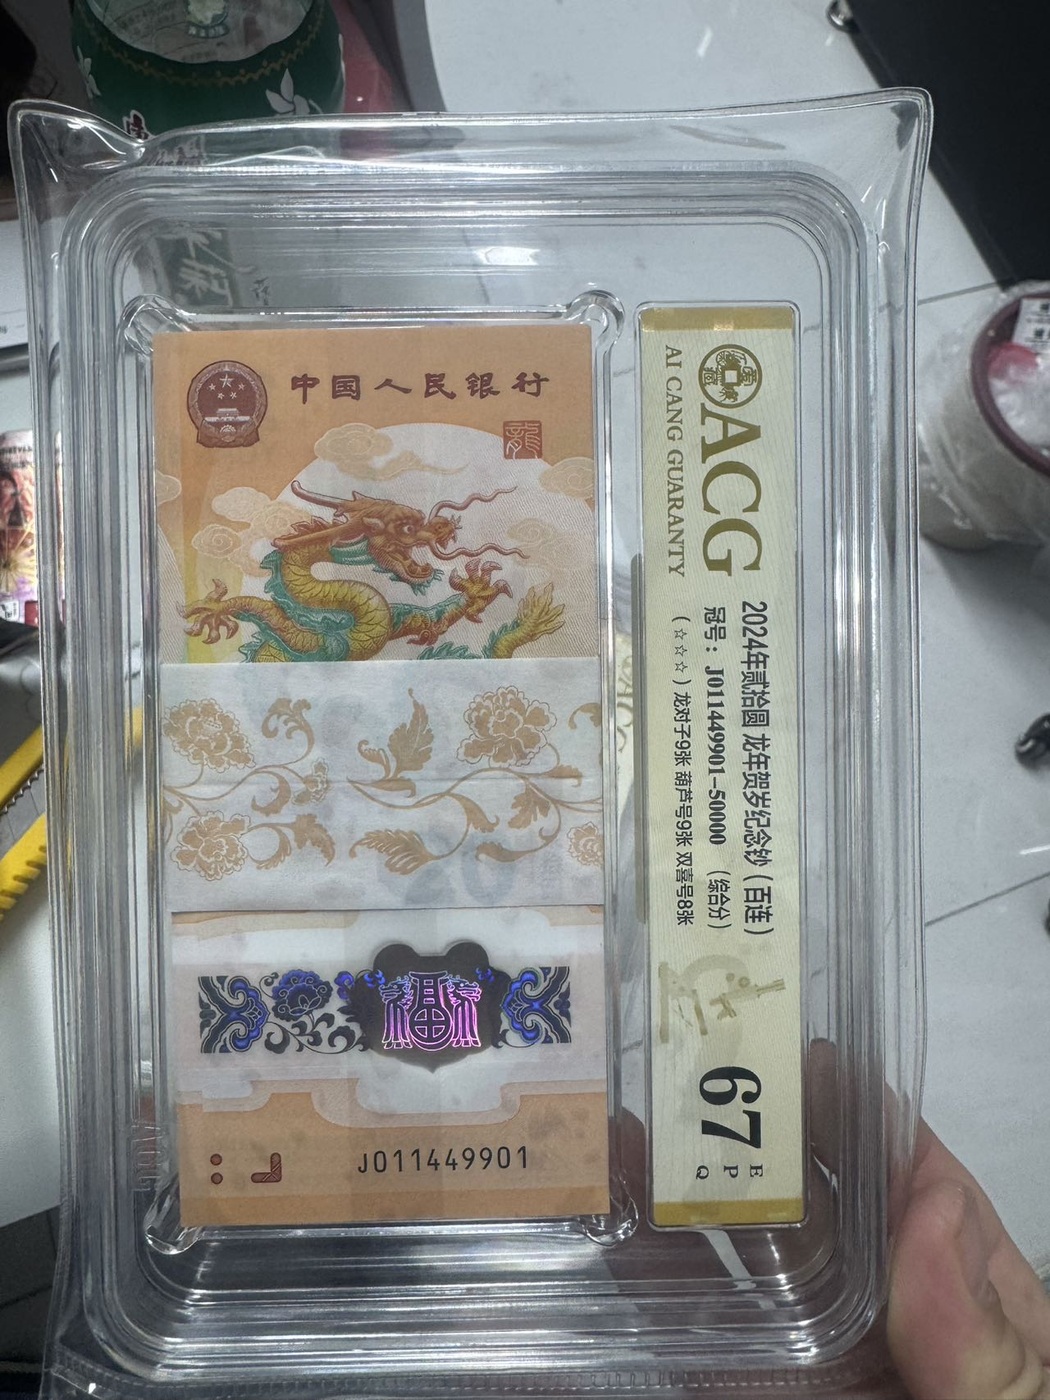 中国人民银行
龍
J011449901
ACG
AI CANG GUARANTY
2024年贰拾圆 龙年贺岁纪念钞 (百连)
冠号: J011449901-50000 (综合分)
(☆☆☆) 龙对子9张 葫芦号9张 双喜号8张
67
E
P
Q